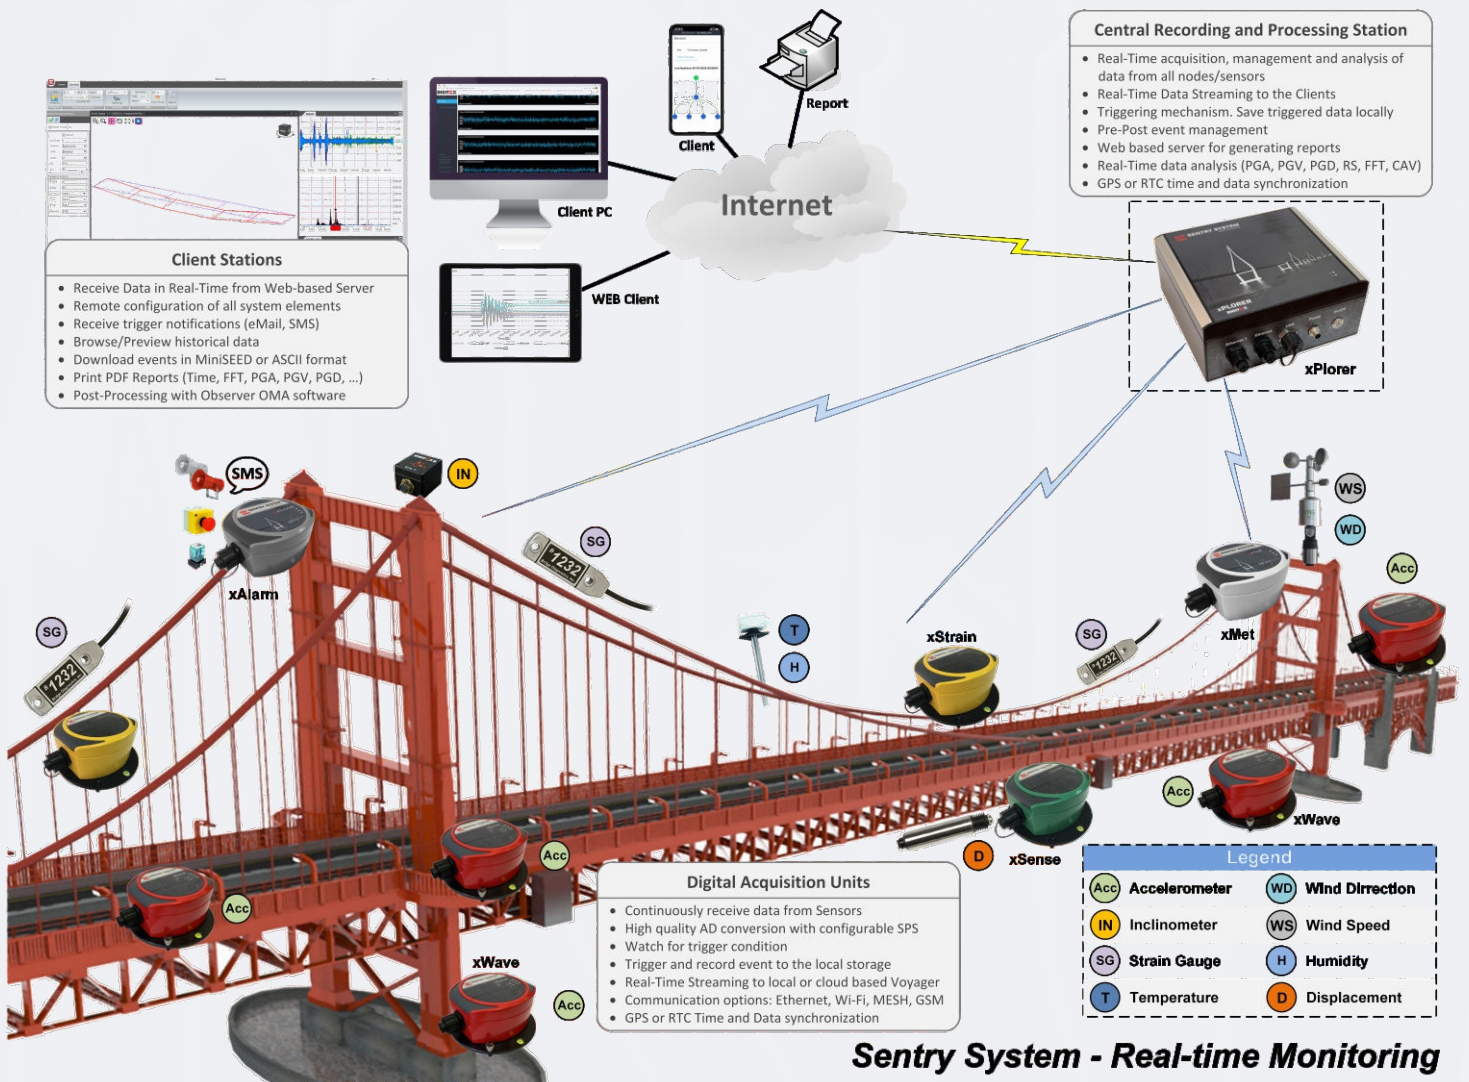 Central Recording and Processing Station
• Real-Time acquisition, management and analysis of
data from all nodes/sensors
• Real-Time Data Streaming to the Clients
• Triggering mechanism. Save triggered data locally
• Pre-Post event management
• Web based server for generating reports
• Real-Time data analysis (PGA, PGV, PGD, RS, FFT, CAV)
• GPS or RTC time and data synchronization
Report
Client
Client PC
Internet
WEB Client
SENTRY SYSTEM
xPLORER
xPlorer
Client Stations
• Receive Data in Real-Time from Web-based Server
• Remote configuration of all system elements
• Receive trigger notifications (eMail, SMS)
• Browse/Preview historical data
• Download events in MiniSEED or ASCII format
• Print PDF Reports (Time, FFT, PGA, PGV, PGD, ...)
• Post-Processing with Observer OMA software
SMS
IN
WS
WD
SG
1232
Acc
xAlarm
SG
1232
T
H
xStrain
SG
1232
xMet
Acc
xWave
D
xSense
Acc
Acc
xWave
Acc
Digital Acquisition Units
• Continuously receive data from Sensors
• High quality AD conversion with configurable SPS
• Watch for trigger condition
• Trigger and record event to the local storage
• Real-Time Streaming to local or cloud based Voyager
• Communication options: Ethernet, Wi-Fi, MESH, GSM
• GPS or RTC Time and Data synchronization
Legend
Acc Accelerometer
WD Wind Dirrection
IN Inclinometer
WS Wind Speed
SG Strain Gauge
H Humidity
T Temperature
D Displacement
Sentry System - Real-time Monitoring